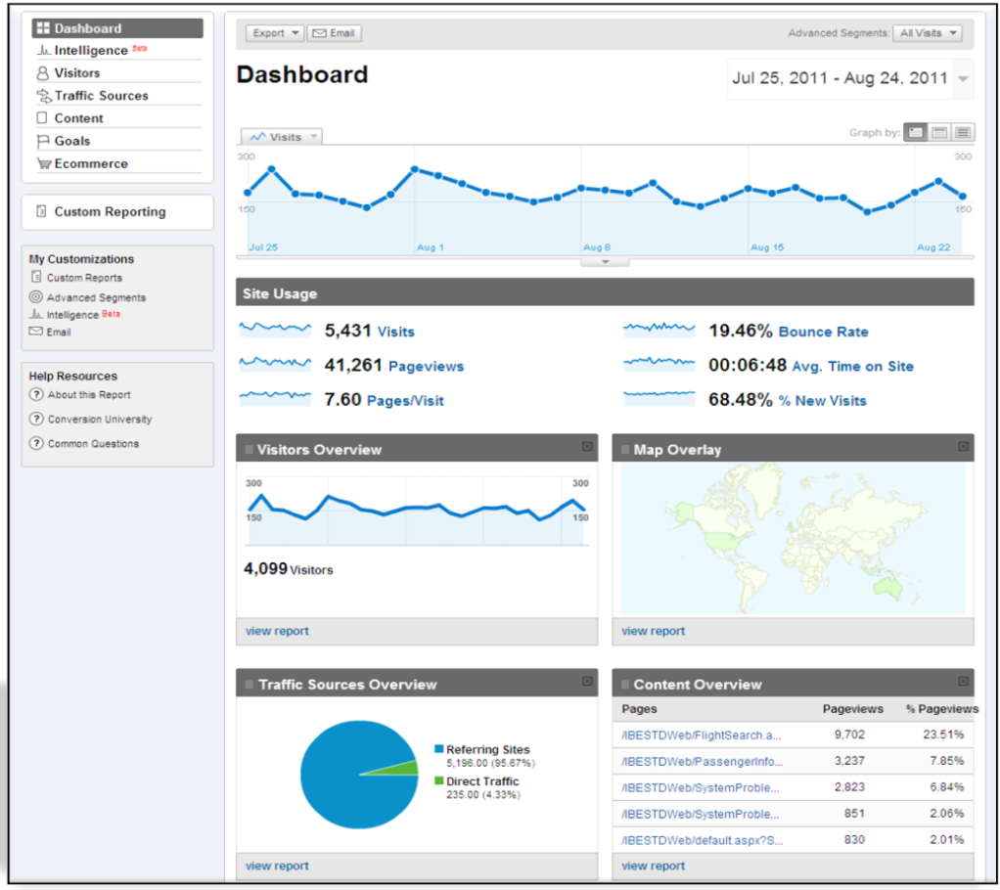 Dashboard
Intelligence Beta
Visitors
Traffic Sources
Content
Goals
Ecommerce
Custom Reporting
My Customizations
Custom Reports
Advanced Segments
Intelligence Beta
Email
Help Resources
About this Report
Conversion University
Common Questions
Export Email Advanced Segments: All Visits
Dashboard Jul 25, 2011 - Aug 24, 2011
Visits Graph by:
300 300
150 150
Jul 25 Aug 1 Aug 8 Aug 15 Aug 22
Site Usage
5,431 Visits 19.46% Bounce Rate
41,261 Pageviews 00:06:48 Avg. Time on Site
7.60 Pages/Visit 68.48% % New Visits
Visitors Overview
300 300
150 150
4,099 Visitors
view report
Map Overlay
view report
Traffic Sources Overview
Referring Sites
5,196.00 (95.67%)
Direct Traffic
235.00 (4.33%)
view report
Content Overview
Pages Pageviews % Pageviews
/IBESTDWeb/FlightSearch.a... 9,702 23.51%
/IBESTDWeb/PassengerInfo... 3,237 7.85%
/IBESTDWeb/SystemProble... 2,823 6.84%
/IBESTDWeb/SystemProble... 851 2.06%
/IBESTDWeb/default.aspx?S... 830 2.01%
view report